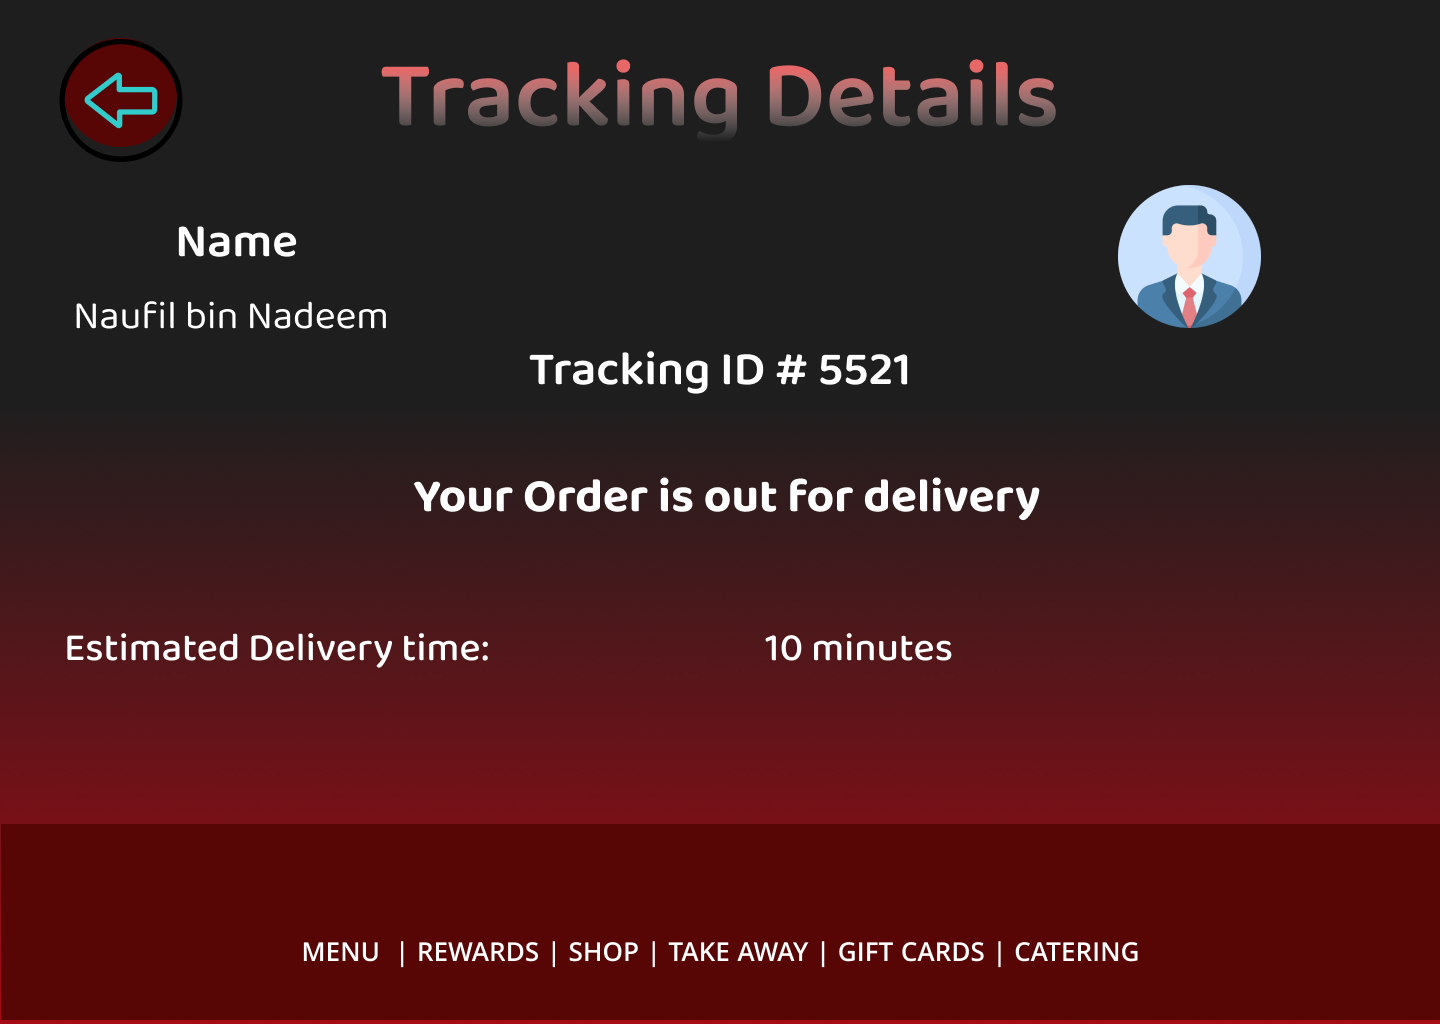 Tracking Details
Name
Naufil bin Nadeem
Tracking ID # 5521
Your Order is out for delivery
Estimated Delivery time: 10 minutes
MENU | REWARDS | SHOP | TAKE AWAY | GIFT CARDS | CATERING